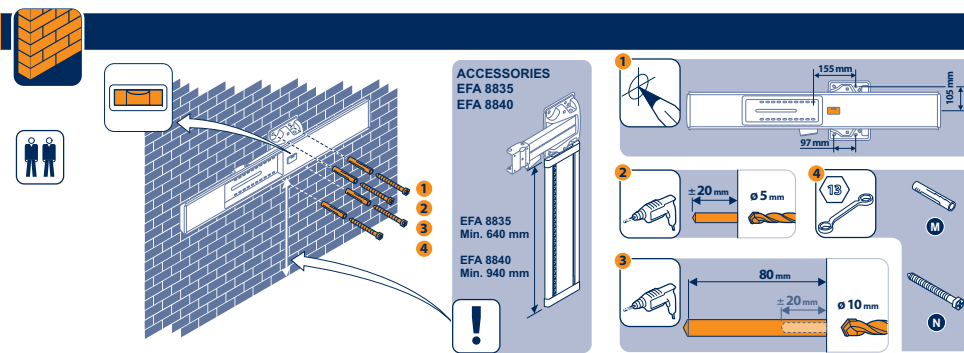 1
2
3
4
ACCESSORIES
EFA 8835
EFA 8840
EFA 8835
Min. 640 mm
EFA 8840
Min. 940 mm
!
1
155 mm
105 mm
97 mm
2
± 20 mm
ø 5 mm
4
13
M
3
80 mm
± 20 mm
ø 10 mm
N